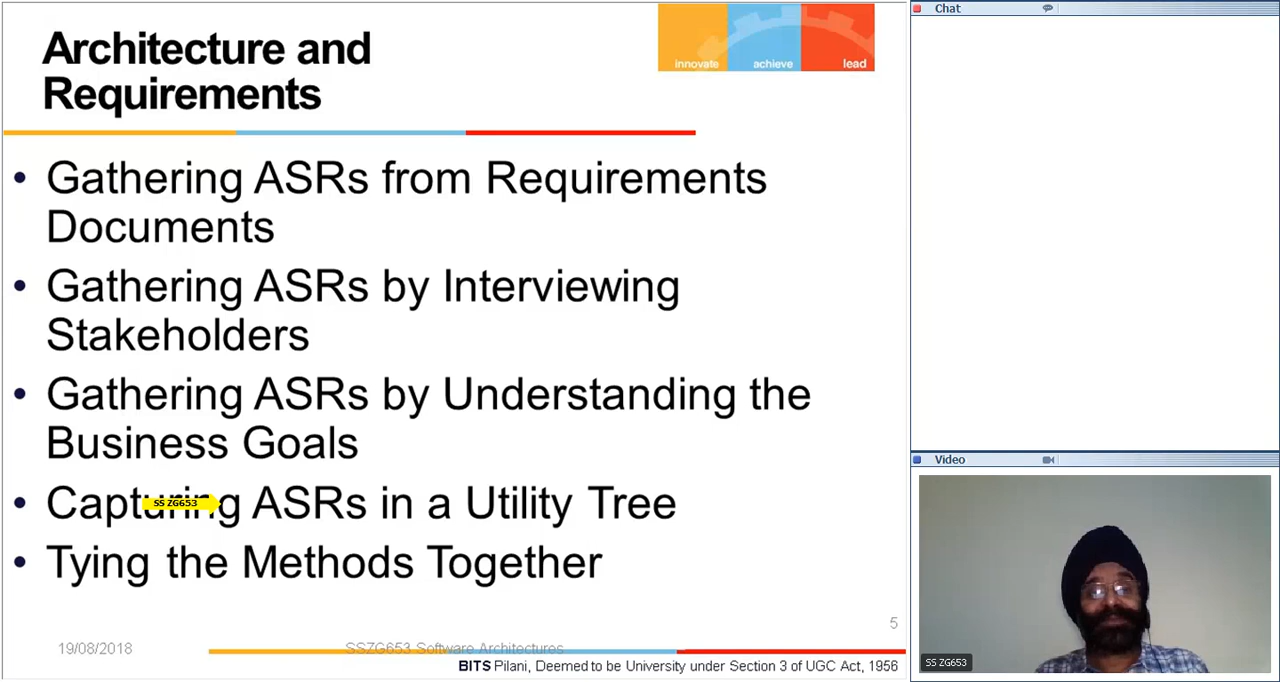 Architecture and
Requirements
innovate achieve lead
• Gathering ASRs from Requirements
Documents
• Gathering ASRs by Interviewing
Stakeholders
• Gathering ASRs by Understanding the
Business Goals
• Capturing ASRs in a Utility Tree
SS ZG653
• Tying the Methods Together
5
19/08/2018
SSZG653 Software Architectures
BITS Pilani, Deemed to be University under Section 3 of UGC Act, 1956
Chat
Video
SS ZG653